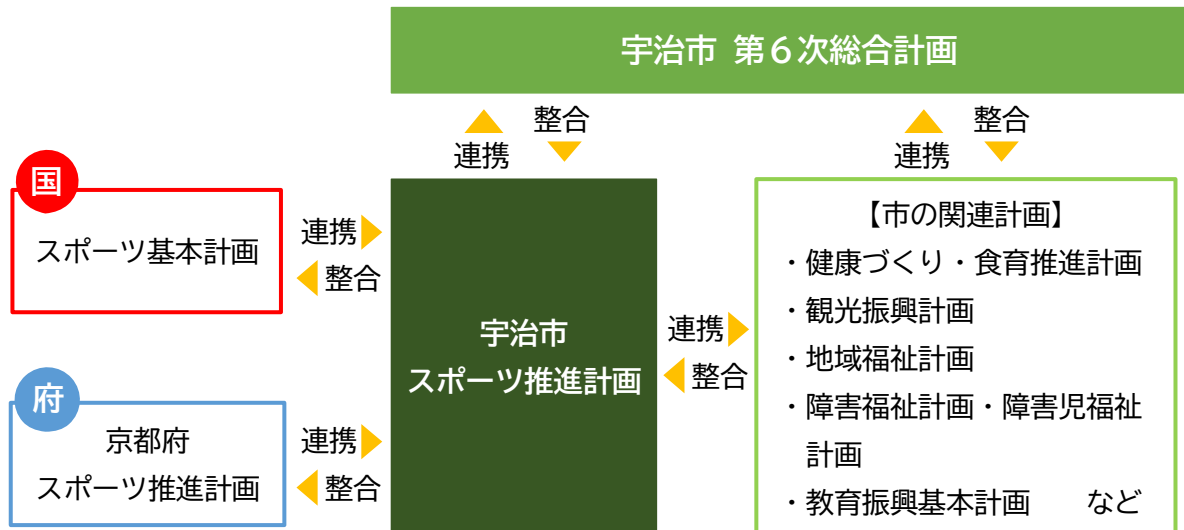 宇治市 第６次総合計画
連携
整合
連携
整合
国
スポーツ基本計画
連携
整合
府
京都府
スポーツ推進計画
連携
整合
宇治市
スポーツ推進計画
連携
整合
【市の関連計画】
・健康づくり・食育推進計画
・観光振興計画
・地域福祉計画
・障害福祉計画・障害児福祉
計画
・教育振興基本計画　　など